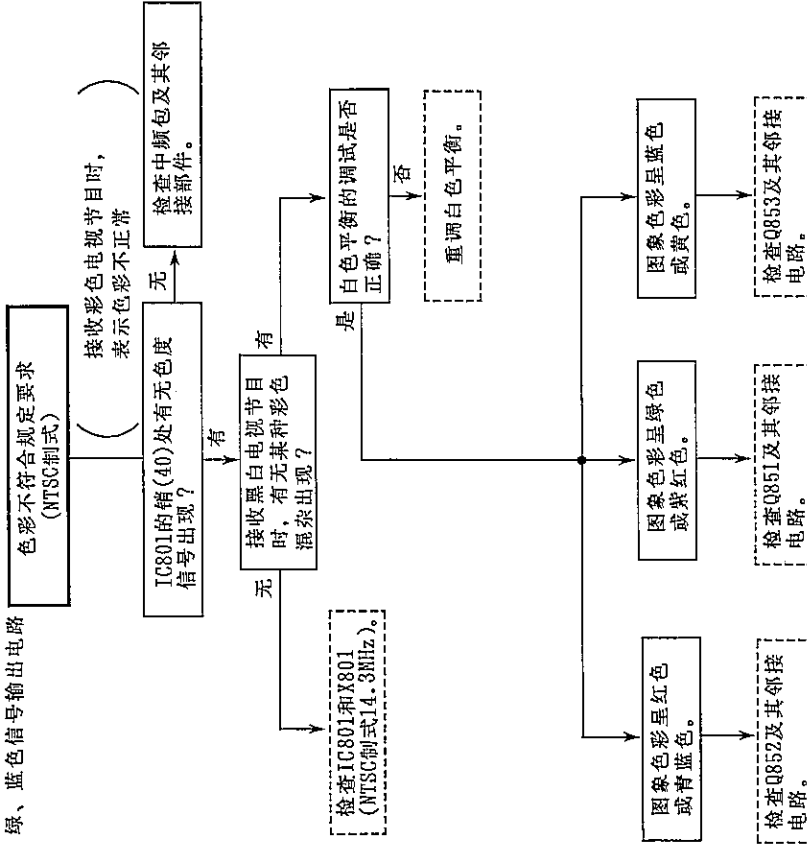 绿、蓝色信号输出电路
色彩不符合规定要求
(NTSC制式)
接收彩色电视节目时,
表示色彩不正常
IC801的销(40)处有无色度
信号出现?
无
检查中频包及其邻
接部件。
有
接收黑白电视节目
时,有无某种彩色
混杂出现?
无
有
检查IC801和X801
(NTSC制式14.3MHz)。
白色平衡的调试是否
正确?
是
否
重调白色平衡。
图象色彩呈红色
或青蓝色。
图象色彩呈绿色
或紫红色。
图象色彩呈蓝色
或黄色。
检查Q852及其邻接
电路。
检查Q851及其邻接
电路。
检查Q853及其邻接
电路。